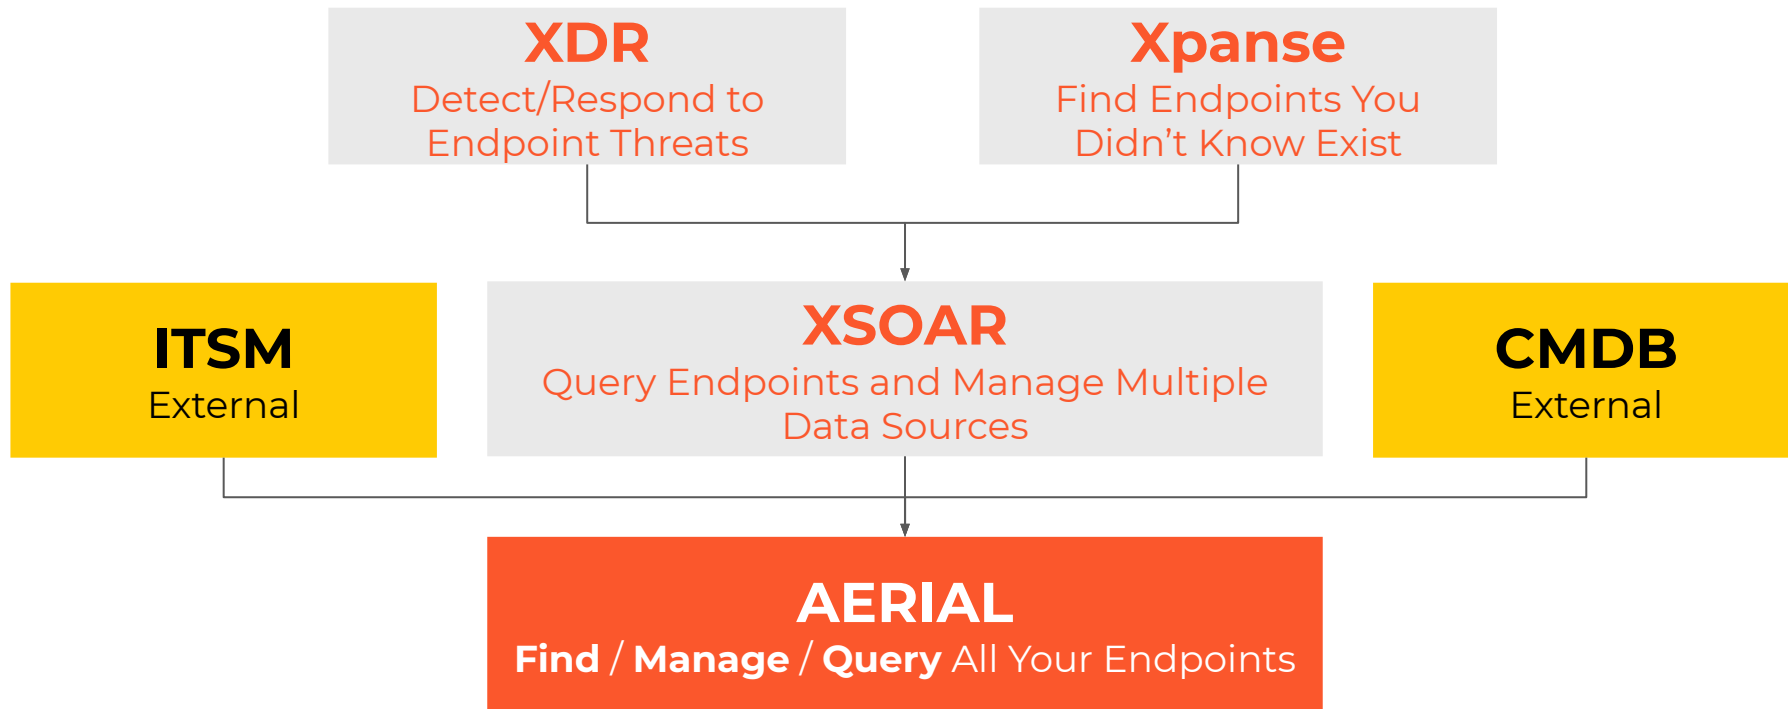 XDR
Detect/Respond to
Endpoint Threats
Xpanse
Find Endpoints You
Didn’t Know Exist
ITSM
External
XSOAR
Query Endpoints and Manage Multiple
Data Sources
CMDB
External
AERIAL
Find / Manage / Query All Your Endpoints